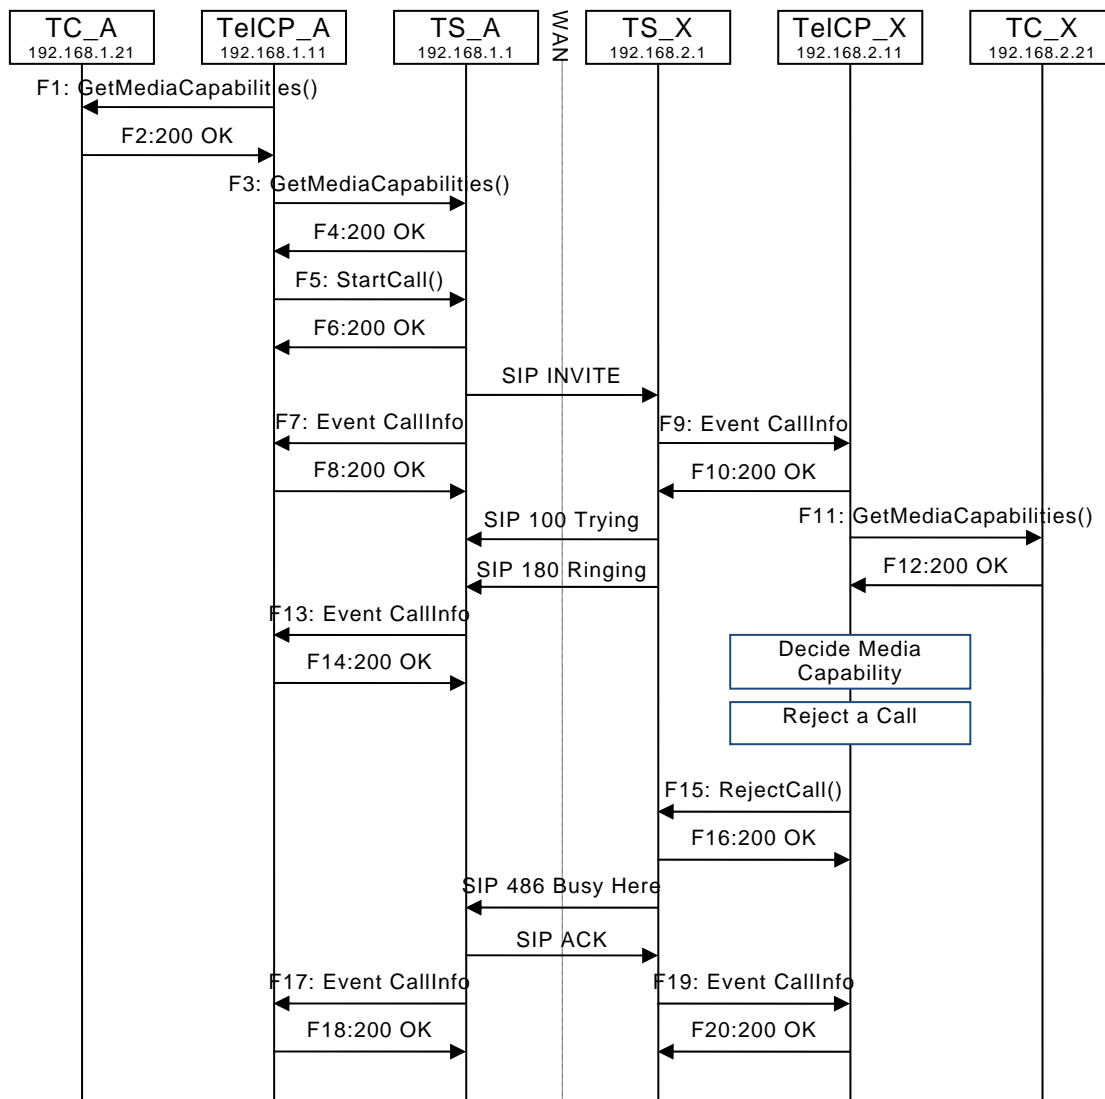 TC_A
192.168.1.21
TelCP_A
192.168.1.11
TS_A
192.168.1.1
WAN
TS_X
192.168.2.1
TelCP_X
192.168.2.11
TC_X
192.168.2.21
F1: GetMediaCapabilities()
F2:200 OK
F3: GetMediaCapabilities()
F4:200 OK
F5: StartCall()
F6:200 OK
SIP INVITE
F7: Event CallInfo
F9: Event CallInfo
F8:200 OK
F10:200 OK
SIP 100 Trying
F11: GetMediaCapabilities()
SIP 180 Ringing
F12:200 OK
F13: Event CallInfo
F14:200 OK
Decide Media
Capability
Reject a Call
F15: RejectCall()
F16:200 OK
SIP 486 Busy Here
SIP ACK
F17: Event CallInfo
F19: Event CallInfo
F18:200 OK
F20:200 OK